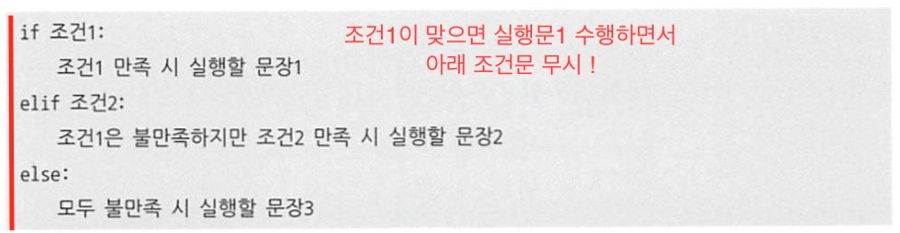 if 조건1:
조건1이 맞으면 실행문1 수행하면서
조건1 만족 시 실행할 문장1
아래 조건문 무시 !
elif 조건2:
조건1은 불만족하지만 조건2 만족 시 실행할 문장2
else:
모두 불만족 시 실행할 문장3